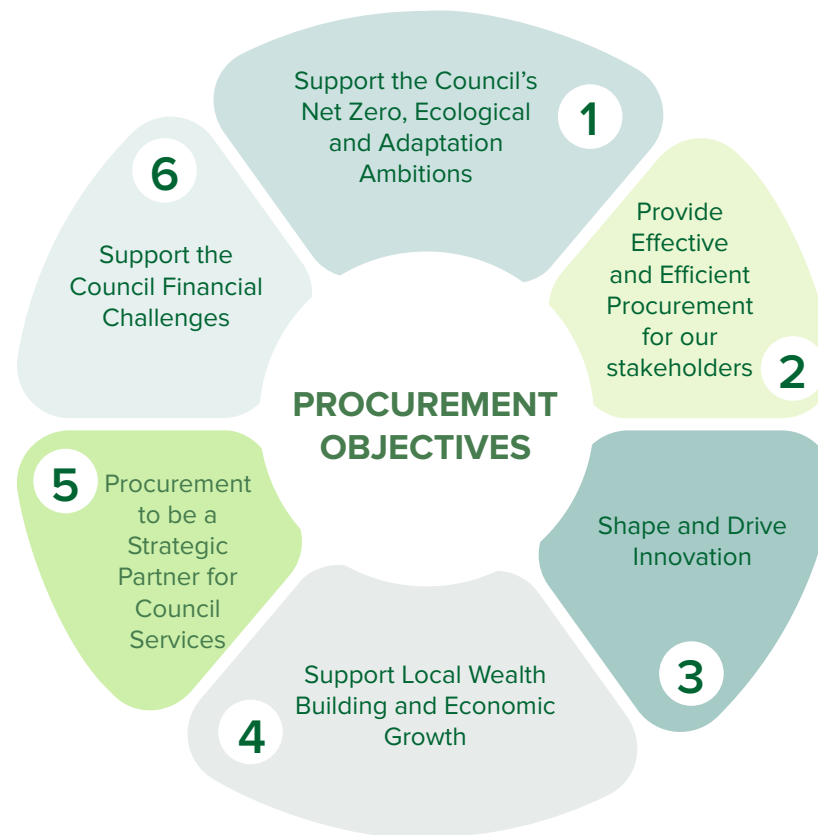 Support the Council’s
Net Zero, Ecological
and Adaptation
Ambitions
1
Provide
Effective
and Efficient
Procurement
for our
stakeholders
2
Shape and Drive
Innovation
3
Support Local Wealth
Building and Economic
Growth
4
5
Procurement
to be a
Strategic
Partner for
Council
Services
6
Support the
Council Financial
Challenges
PROCUREMENT
OBJECTIVES